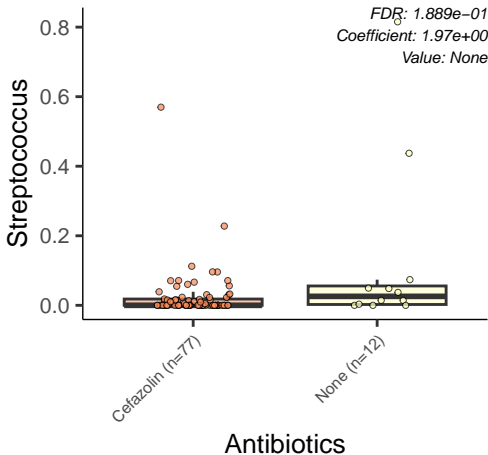 FDR: 1.889e−01
Coefficient: 1.97e+00
Value: None
0.8
0.6
0.4
0.2
0.0
Streptococcus
Cefazolin (n=77)
None (n=12)
Antibiotics